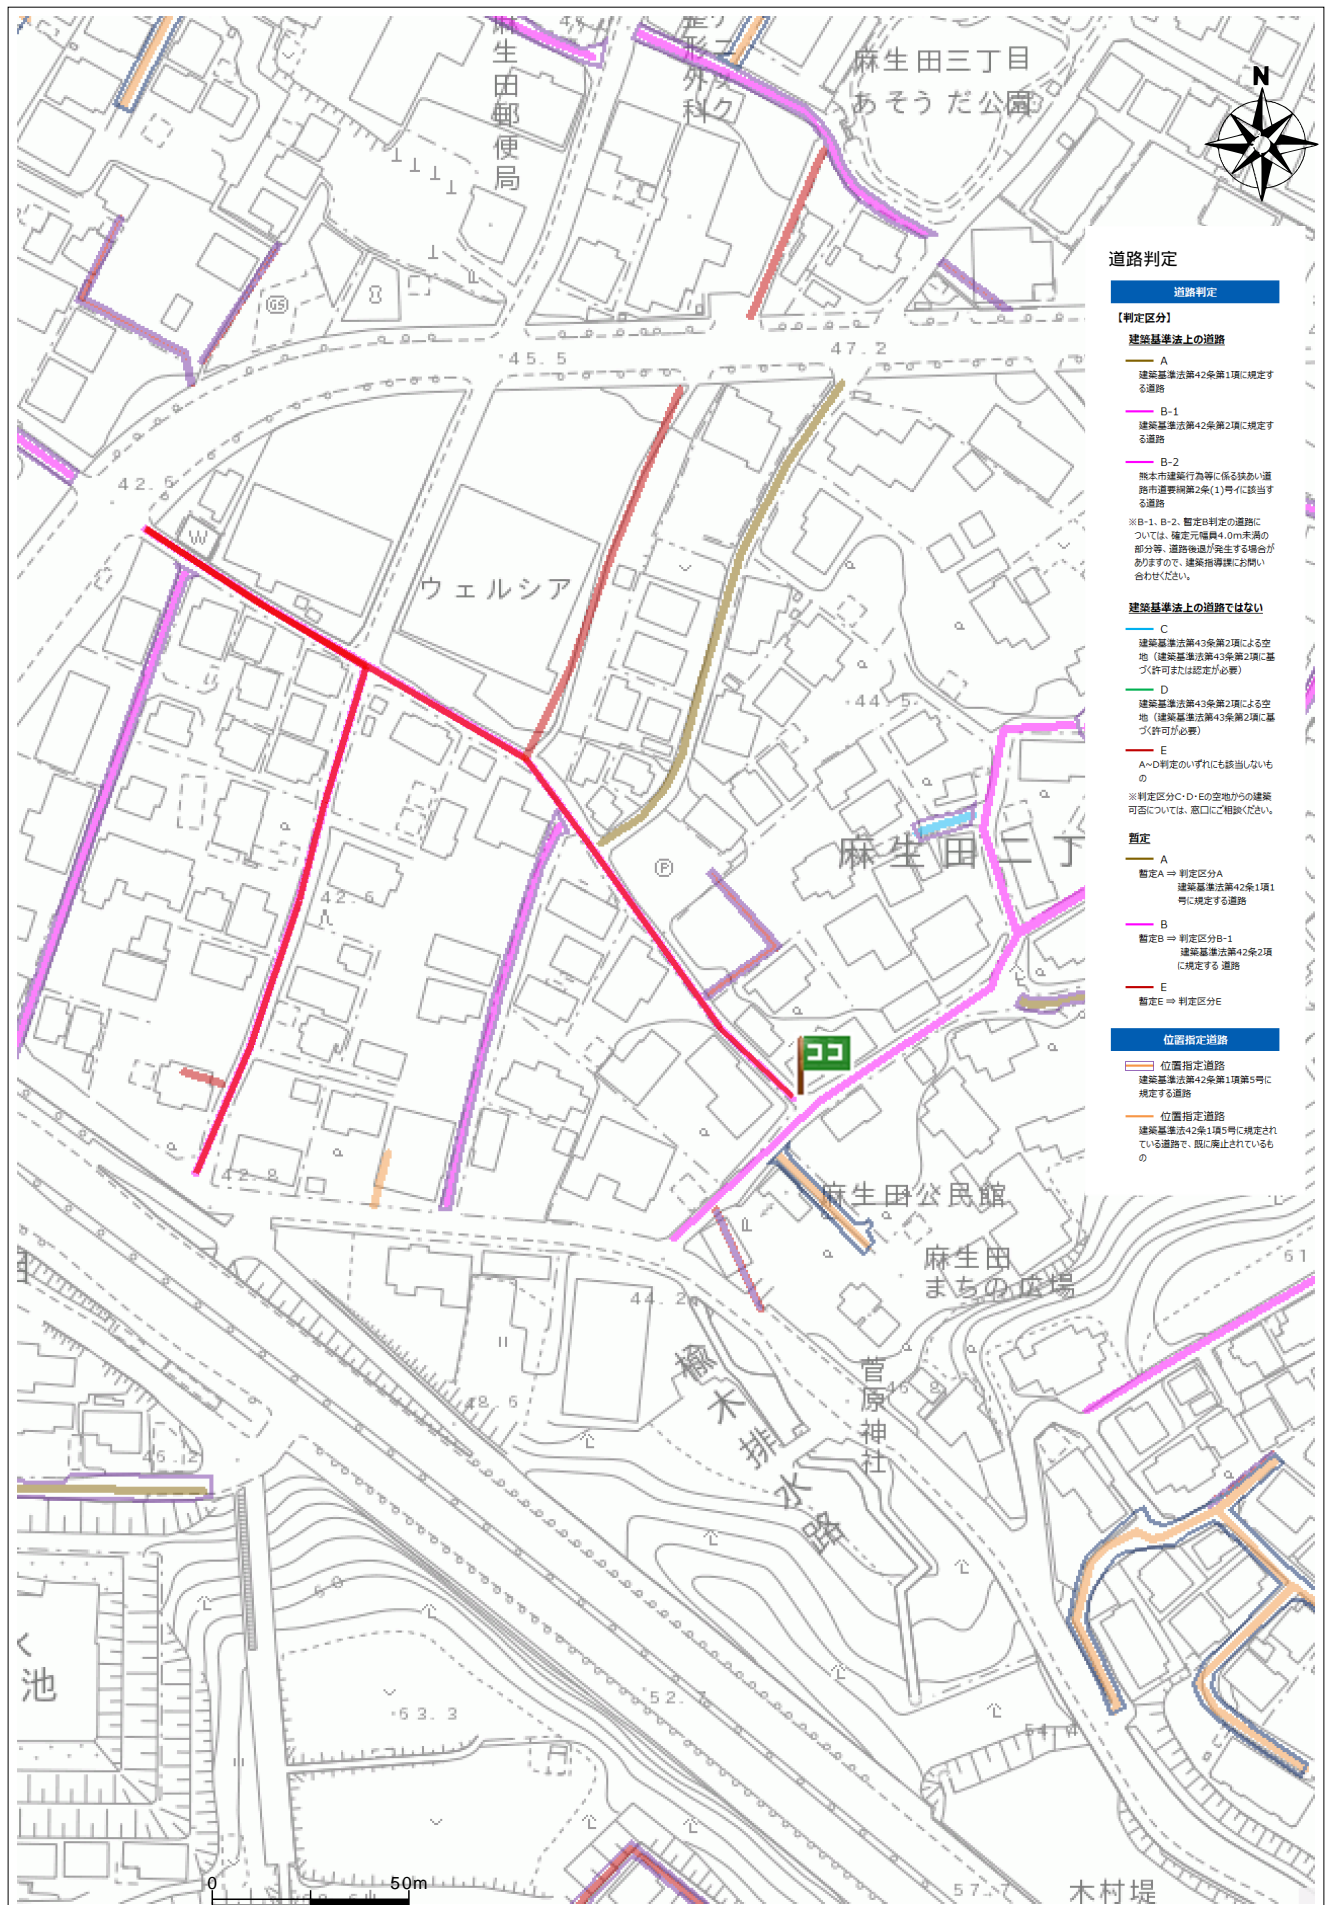 麻生田郵便局
整形外科
麻生田三丁目
あそうだ公園
N
GS
45.5
47.2
42.6
W
ウェルシア
44.5
麻生田二丁
P
42.6
ココ
42.8
麻生田公民館
麻生田
まちの広場
61
44.2
楡木排水路
菅原神社
46.8
48.6
46.2
60
池
63.3
52.7
54.4
57.7
木村堤
0 50m
道路判定
道路判定
【判定区分】
建築基準法上の道路
A
建築基準法第42条第1項に規定す
る道路
B-1
建築基準法第42条第2項に規定す
る道路
B-2
熊本市建築行為等に係る狭あい道
路市道要綱第2条(1)号イに該当す
る道路
※B-1、B-2、暫定B判定の道路に
ついては、確定元幅員4.0m未満の
部分等、道路後退が発生する場合が
ありますので、建築指導課にお問い
合わせください。
建築基準法上の道路ではない
C
建築基準法第43条第2項による空
地（建築基準法第43条第2項に基
づく許可または認定が必要）
D
建築基準法第43条第2項による空
地（建築基準法第43条第2項に基
づく許可が必要）
E
A~D判定のいずれにも該当しないも
の
※判定区分C・D・Eの空地からの建築
可否については、窓口にご相談ください。
暫定
A
暫定A ⇒ 判定区分A
建築基準法第42条1項1
号に規定する道路
B
暫定B ⇒ 判定区分B-1
建築基準法第42条2項
に規定する 道路
E
暫定E ⇒ 判定区分E
位置指定道路
位置指定道路
建築基準法第42条第1項第5号に
規定する道路
位置指定道路
建築基準法42条1項5号に規定され
ている道路で、既に廃止されているも
の